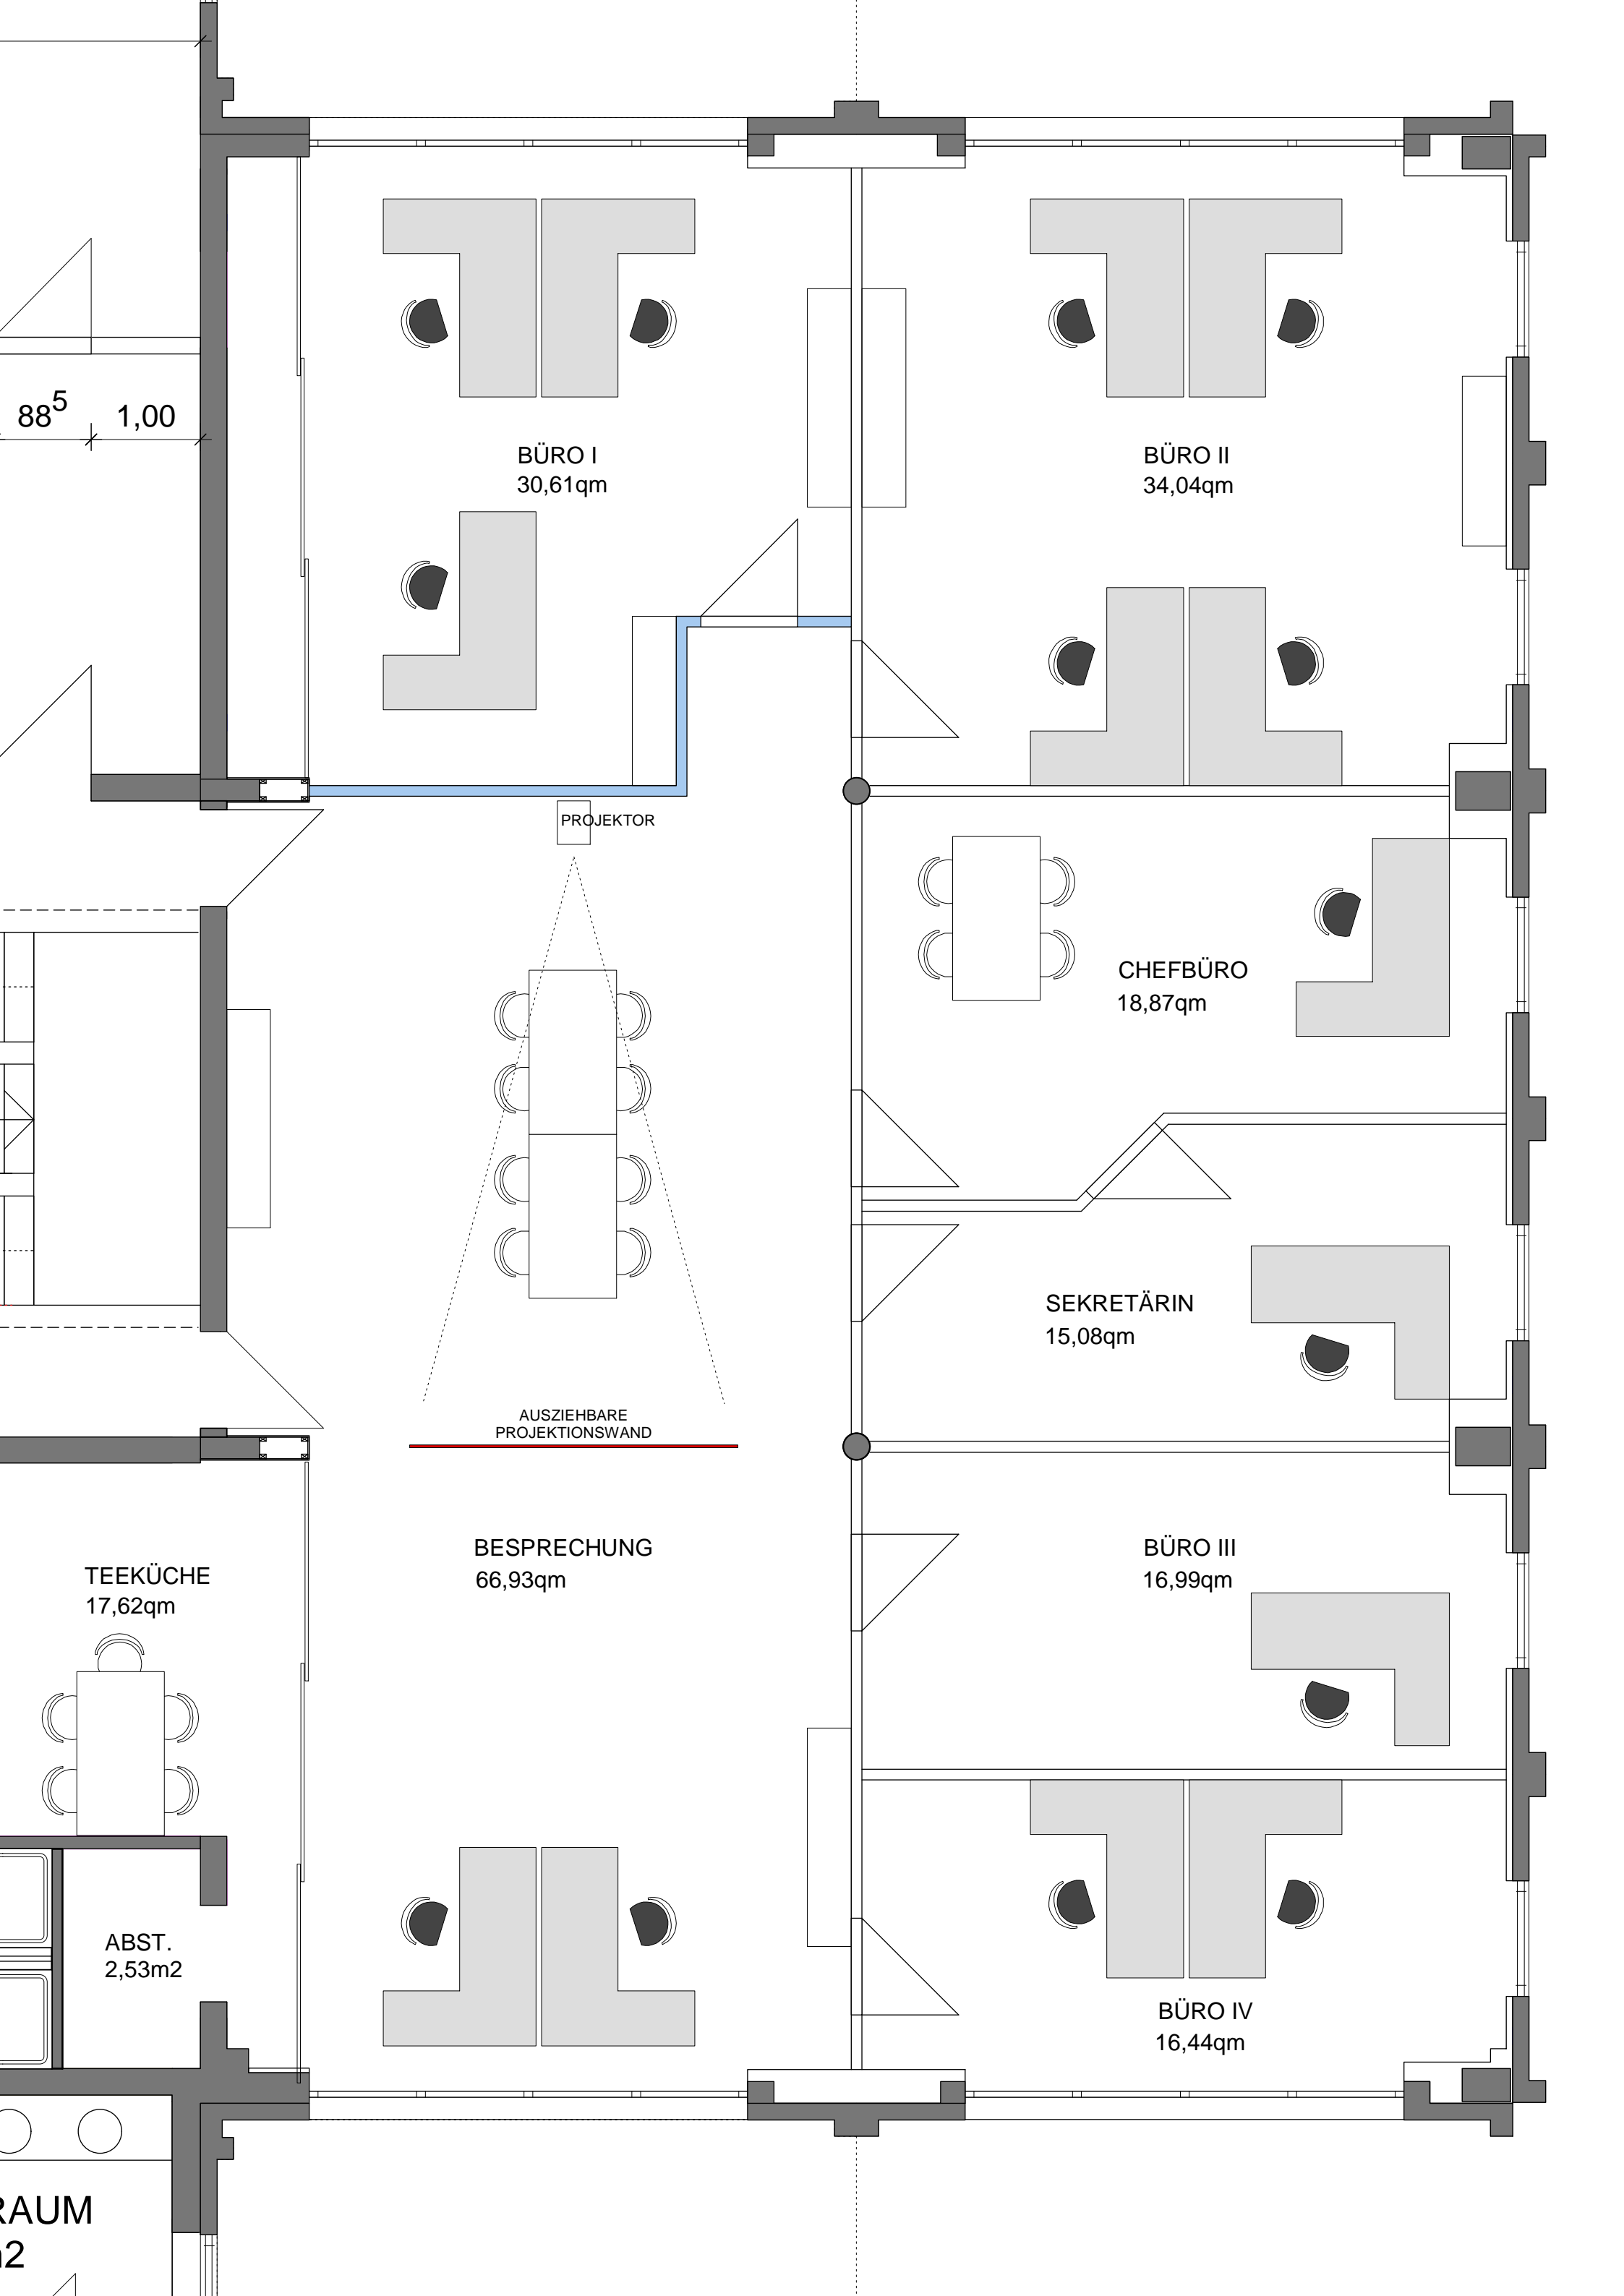 88⁵
1,00
BÜRO I
30,61qm
BÜRO II
34,04qm
PROJEKTOR
CHEFBÜRO
18,87qm
SEKRETÄRIN
15,08qm
AUSZIEHBARE
PROJEKTIONSWAND
BESPRECHUNG
66,93qm
BÜRO III
16,99qm
TEEKÜCHE
17,62qm
ABST.
2,53m2
BÜRO IV
16,44qm
RAUM
m2